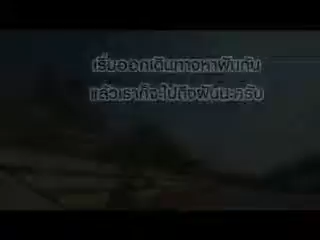 เริ่มออกเดินทางหาฝันกัน
แล้วเราก็จะไปถึงฝันนะครับ